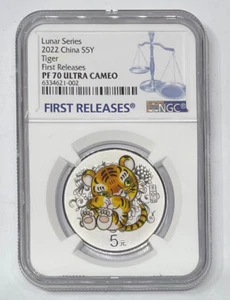 Lunar Series
2022 China S5Y
Tiger
First Releases
PF 70 ULTRA CAMEO
6334621-002
FIRST RELEASES®
NGC®
5元